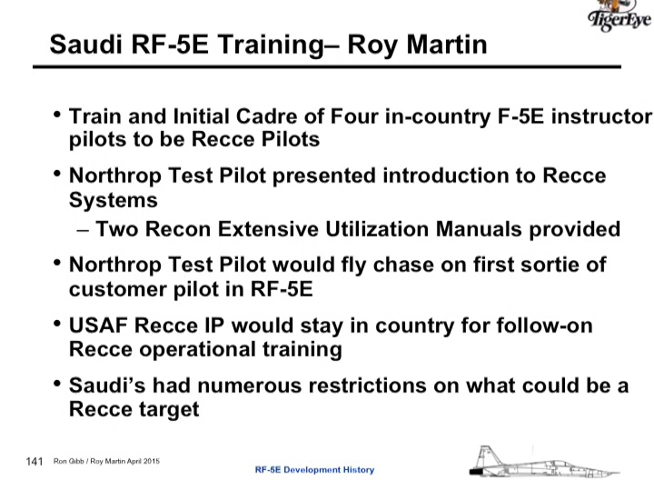 TigerEye
Saudi RF-5E Training– Roy Martin
• Train and Initial Cadre of Four in-country F-5E instructor
pilots to be Recce Pilots
• Northrop Test Pilot presented introduction to Recce
Systems
– Two Recon Extensive Utilization Manuals provided
• Northrop Test Pilot would fly chase on first sortie of
customer pilot in RF-5E
• USAF Recce IP would stay in country for follow-on
Recce operational training
• Saudi's had numerous restrictions on what could be a
Recce target
141 Ron Gibb / Roy Martin April 2015
RF-5E Development History